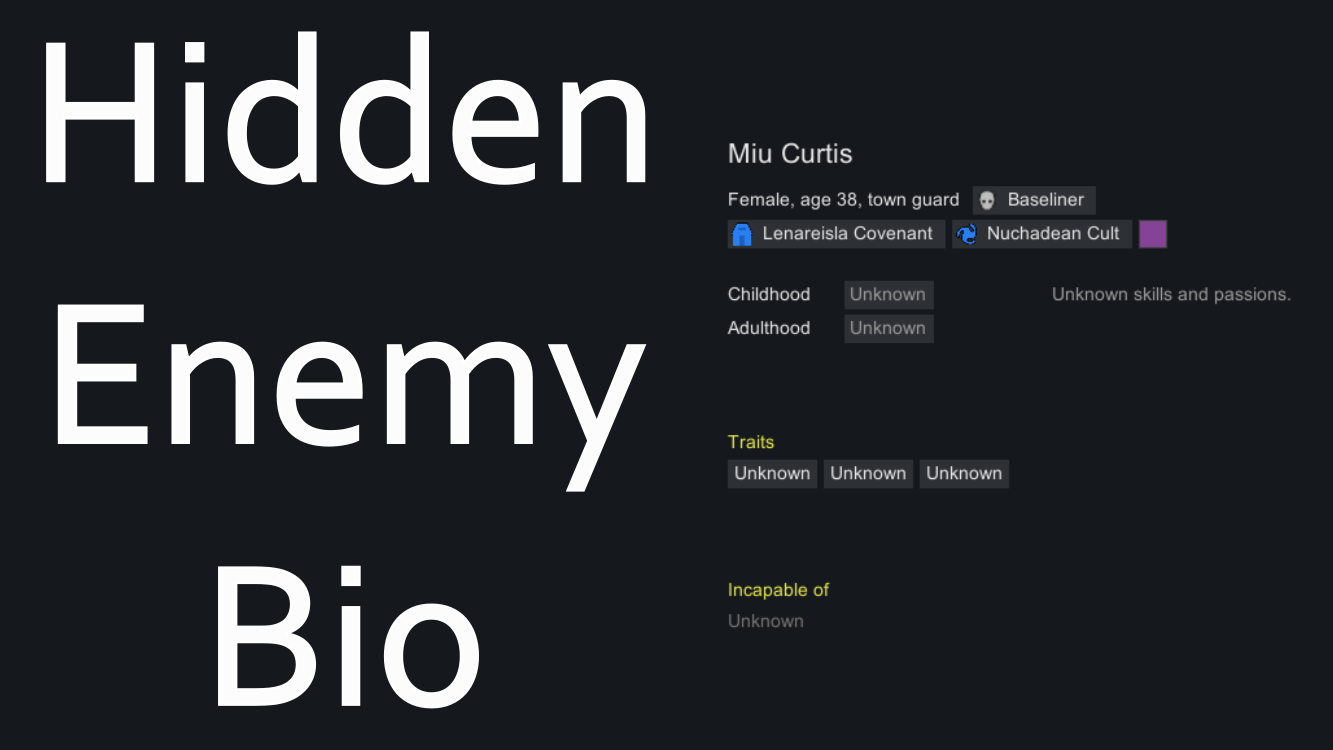 Hidden
Enemy
Bio
Miu Curtis
Female, age 38, town guard Baseliner
Lenareisla Covenant Nuchadean Cult
Childhood Unknown Unknown skills and passions.
Adulthood Unknown
Traits
Unknown Unknown Unknown
Incapable of
Unknown